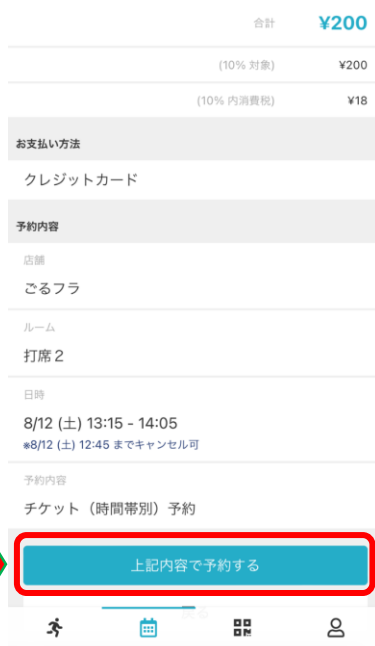 合計 ¥200
(10% 対象) ¥200
(10% 内消費税) ¥18
お支払い方法
クレジットカード
予約内容
店舗
ごるフラ
ルーム
打席２
日時
8/12 (土) 13:15 - 14:05
※8/12 (土) 12:45 までキャンセル可
予約内容
チケット（時間帯別）予約
上記内容で予約する